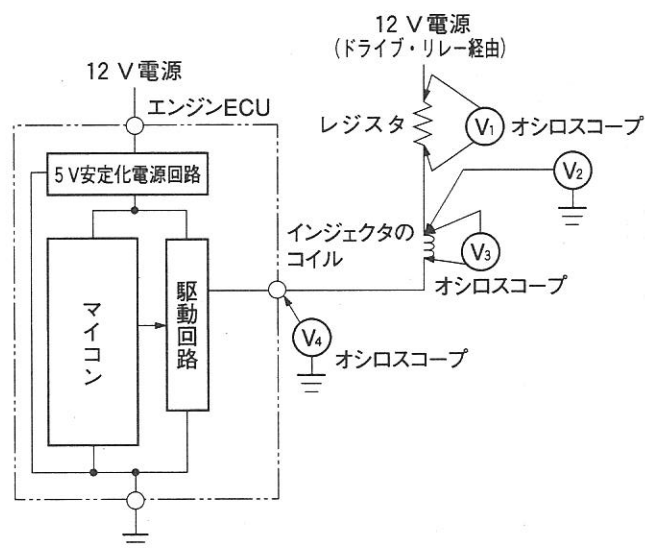 12 V電源
(ドライブ・リレー経由)
12 V電源
エンジンECU
レジスタ
V1
オシロスコープ
V2
5 V安定化電源回路
インジェクタの
コイル
V3
オシロスコープ
マイコン
駆動回路
V4
オシロスコープ